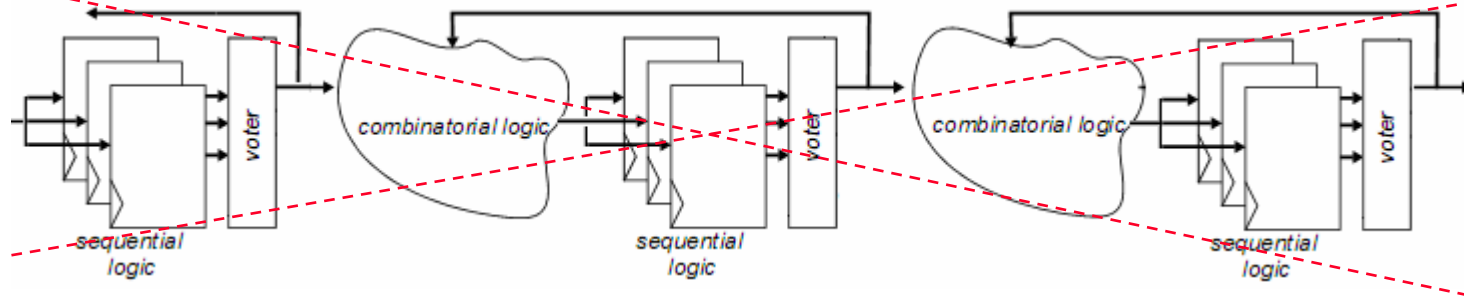 voter
combinatorial logic
voter
combinatorial logic
voter
sequential
logic
sequential
logic
sequential
logic